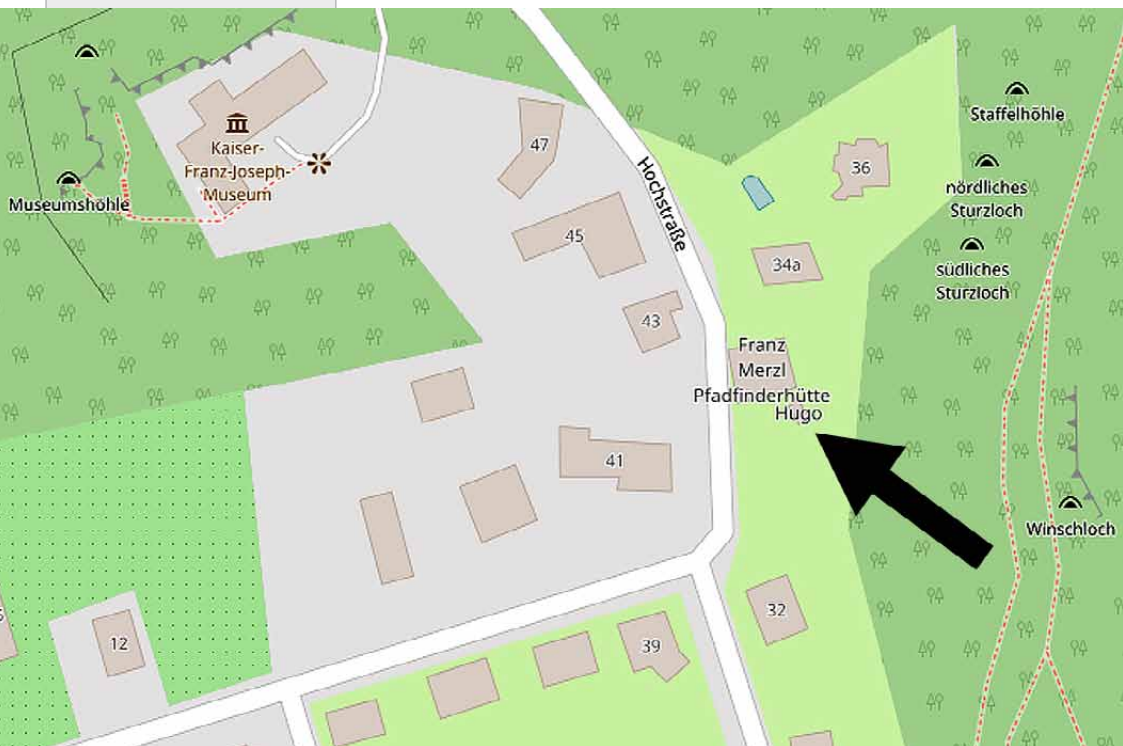 Kaiser-
Franz-Joseph-
Museum
Museumshöhle
47
Hochstraße
36
Staffelhöhle
nördliches
Sturzloch
45
34a
südliches
Sturzloch
43
Franz
Merzl
Pfadfinderhütte
Hugo
41
Winschloch
12
39
32